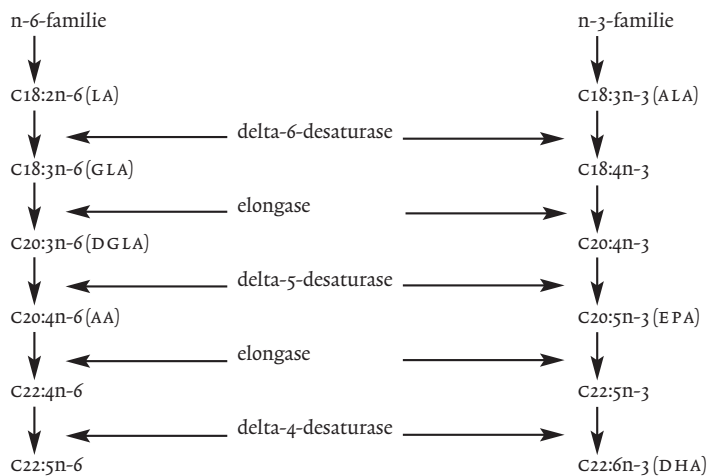 n-6-familie n-3-familie
C18:2n-6 (LA) C18:3n-3 (ALA)
delta-6-desaturase
C18:3n-6 (GLA) C18:4n-3
elongase
C20:3n-6 (DGLA) C20:4n-3
delta-5-desaturase
C20:4n-6 (AA) C20:5n-3 (EPA)
elongase
C22:4n-6 C22:5n-3
delta-4-desaturase
C22:5n-6 C22:6n-3 (DHA)